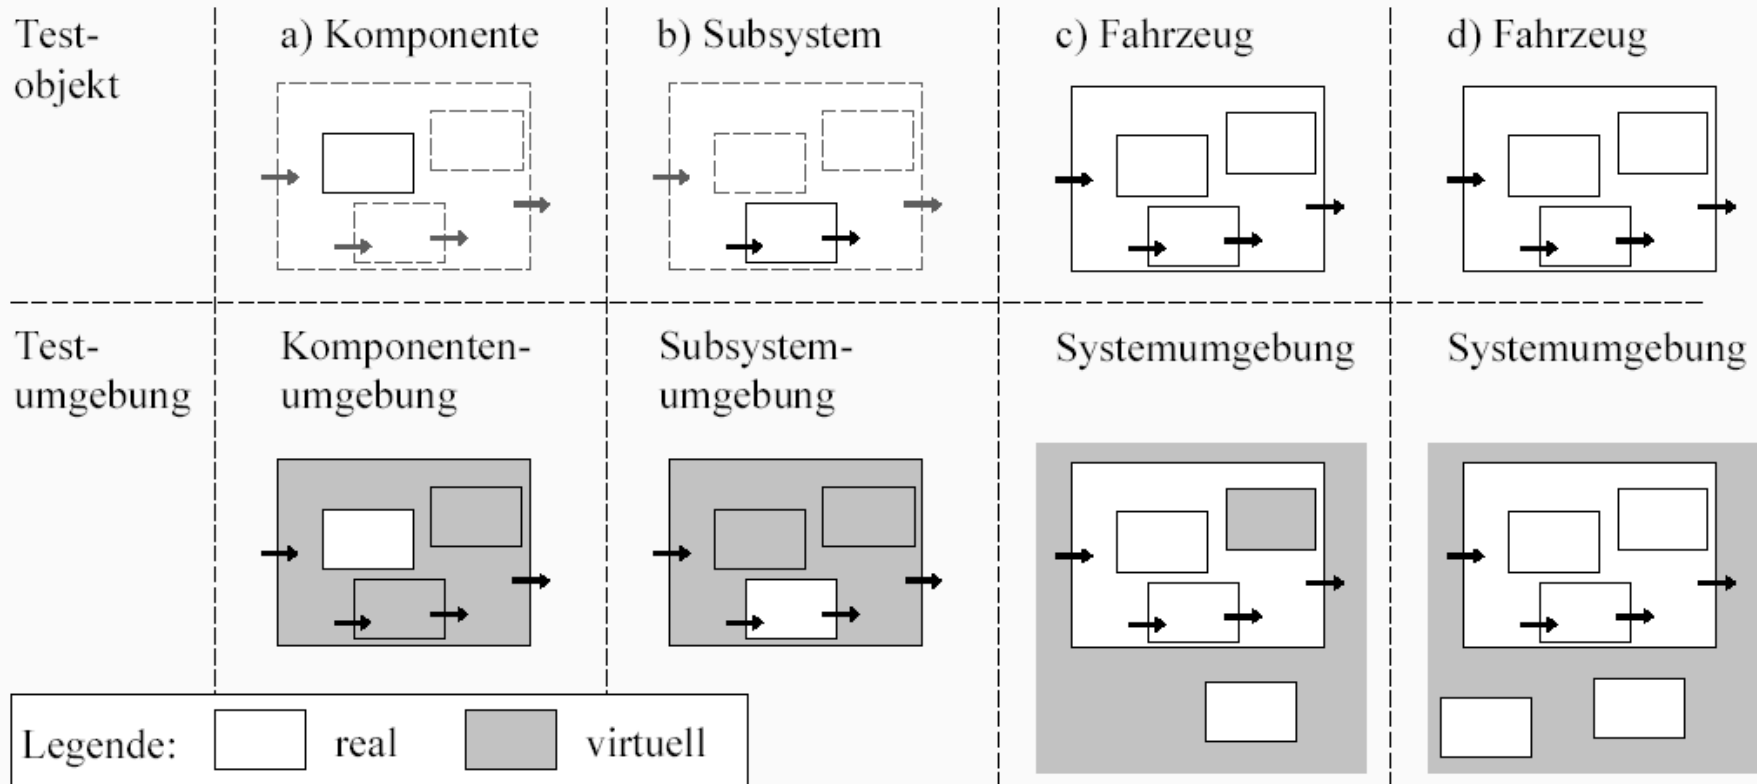 Test-
objekt
a) Komponente
b) Subsystem
c) Fahrzeug
d) Fahrzeug
Test-
umgebung
Komponenten-
umgebung
Subsystem-
umgebung
Systemumgebung
Systemumgebung
Legende:
real
virtuell